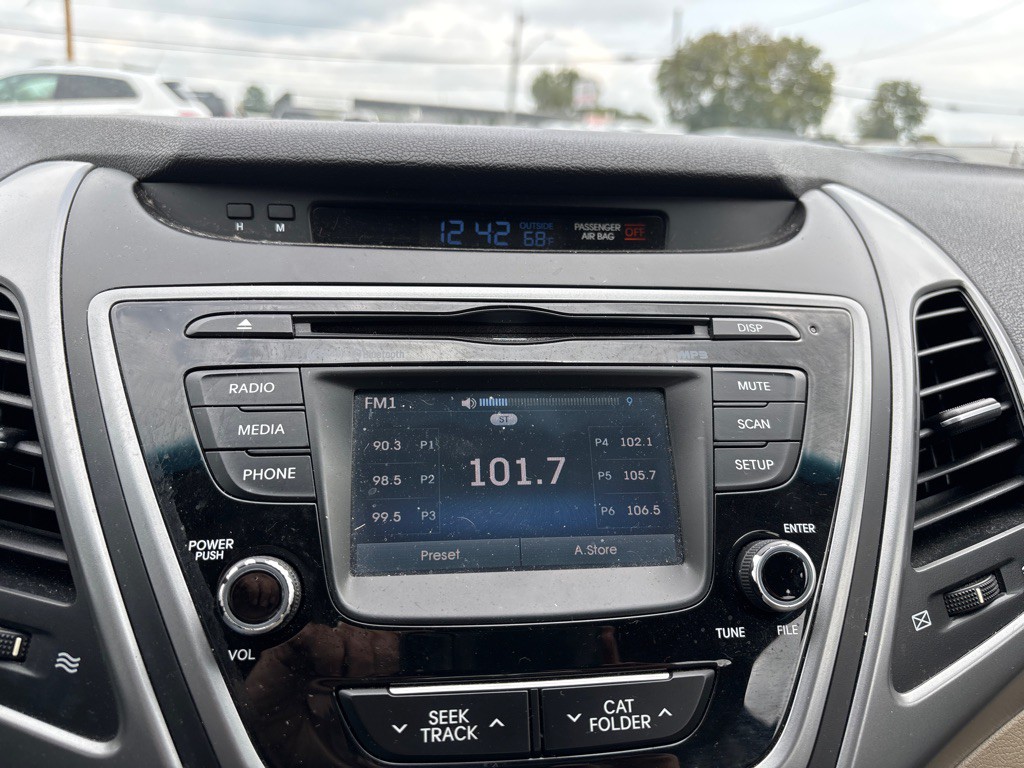 H M 12 42 OUTSIDE 68F PASSENGER AIR BAG OFF
DISP
Bluetooth MP3
RADIO
MEDIA
PHONE
FM1 9
ST
90.3 P1
98.5 P2
99.5 P3
101.7
P4 102.1
P5 105.7
P6 106.5
Preset A.Store
MUTE
SCAN
SETUP
POWER
PUSH
VOL
ENTER
TUNE FILE
SEEK
TRACK
CAT
FOLDER